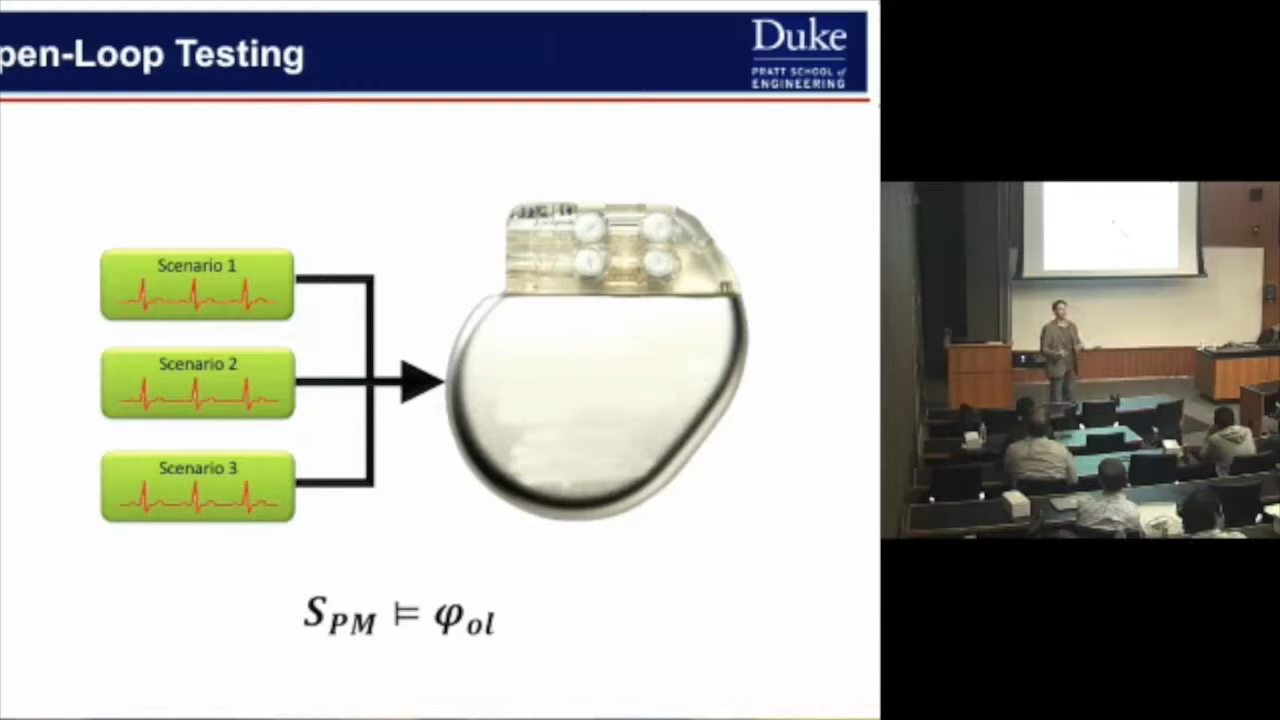 pen-Loop Testing
Duke
PRATT SCHOOL of
ENGINEERING
Scenario 1
Scenario 2
Scenario 3
S_PM ⊨ φ_ol